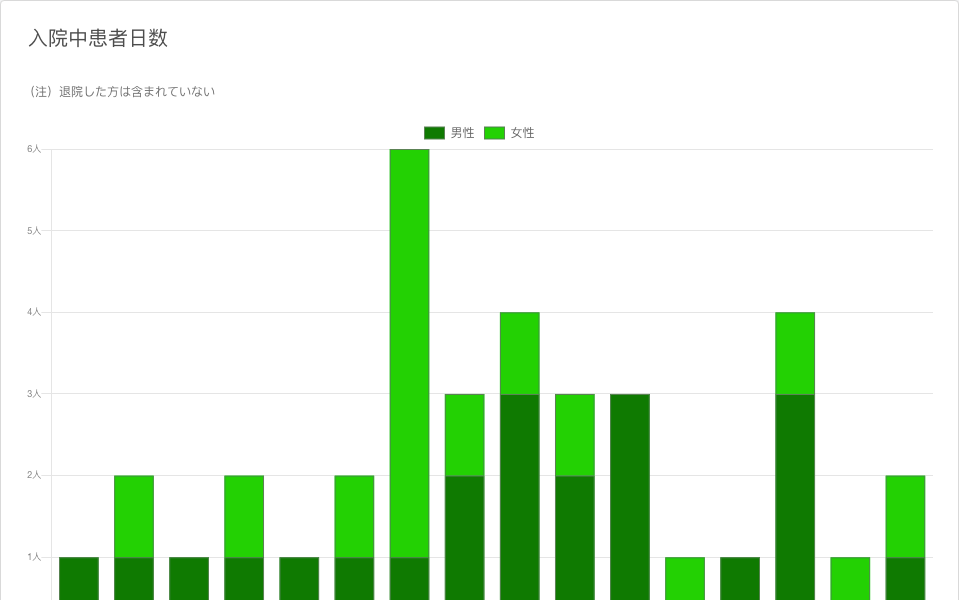 入院中患者日数
（注）退院した方は含まれていない
男性 女性
6人
5人
4人
3人
2人
1人